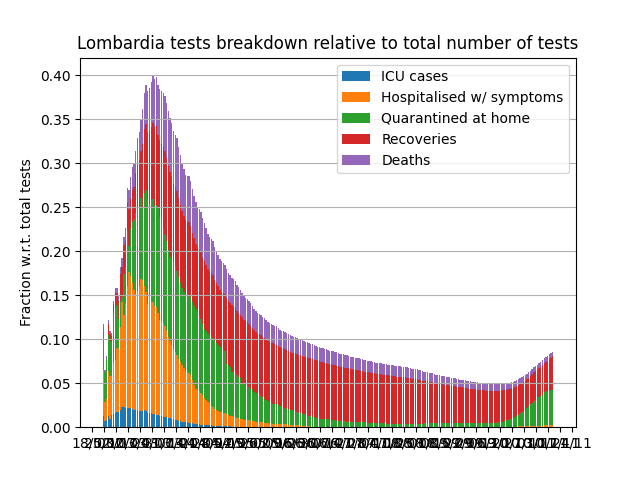 Lombardia tests breakdown relative to total number of tests
ICU cases
Hospitalised w/ symptoms
Quarantined at home
Recoveries
Deaths
Fraction w.r.t. total tests
0.40
0.35
0.30
0.25
0.20
0.15
0.10
0.05
0.00